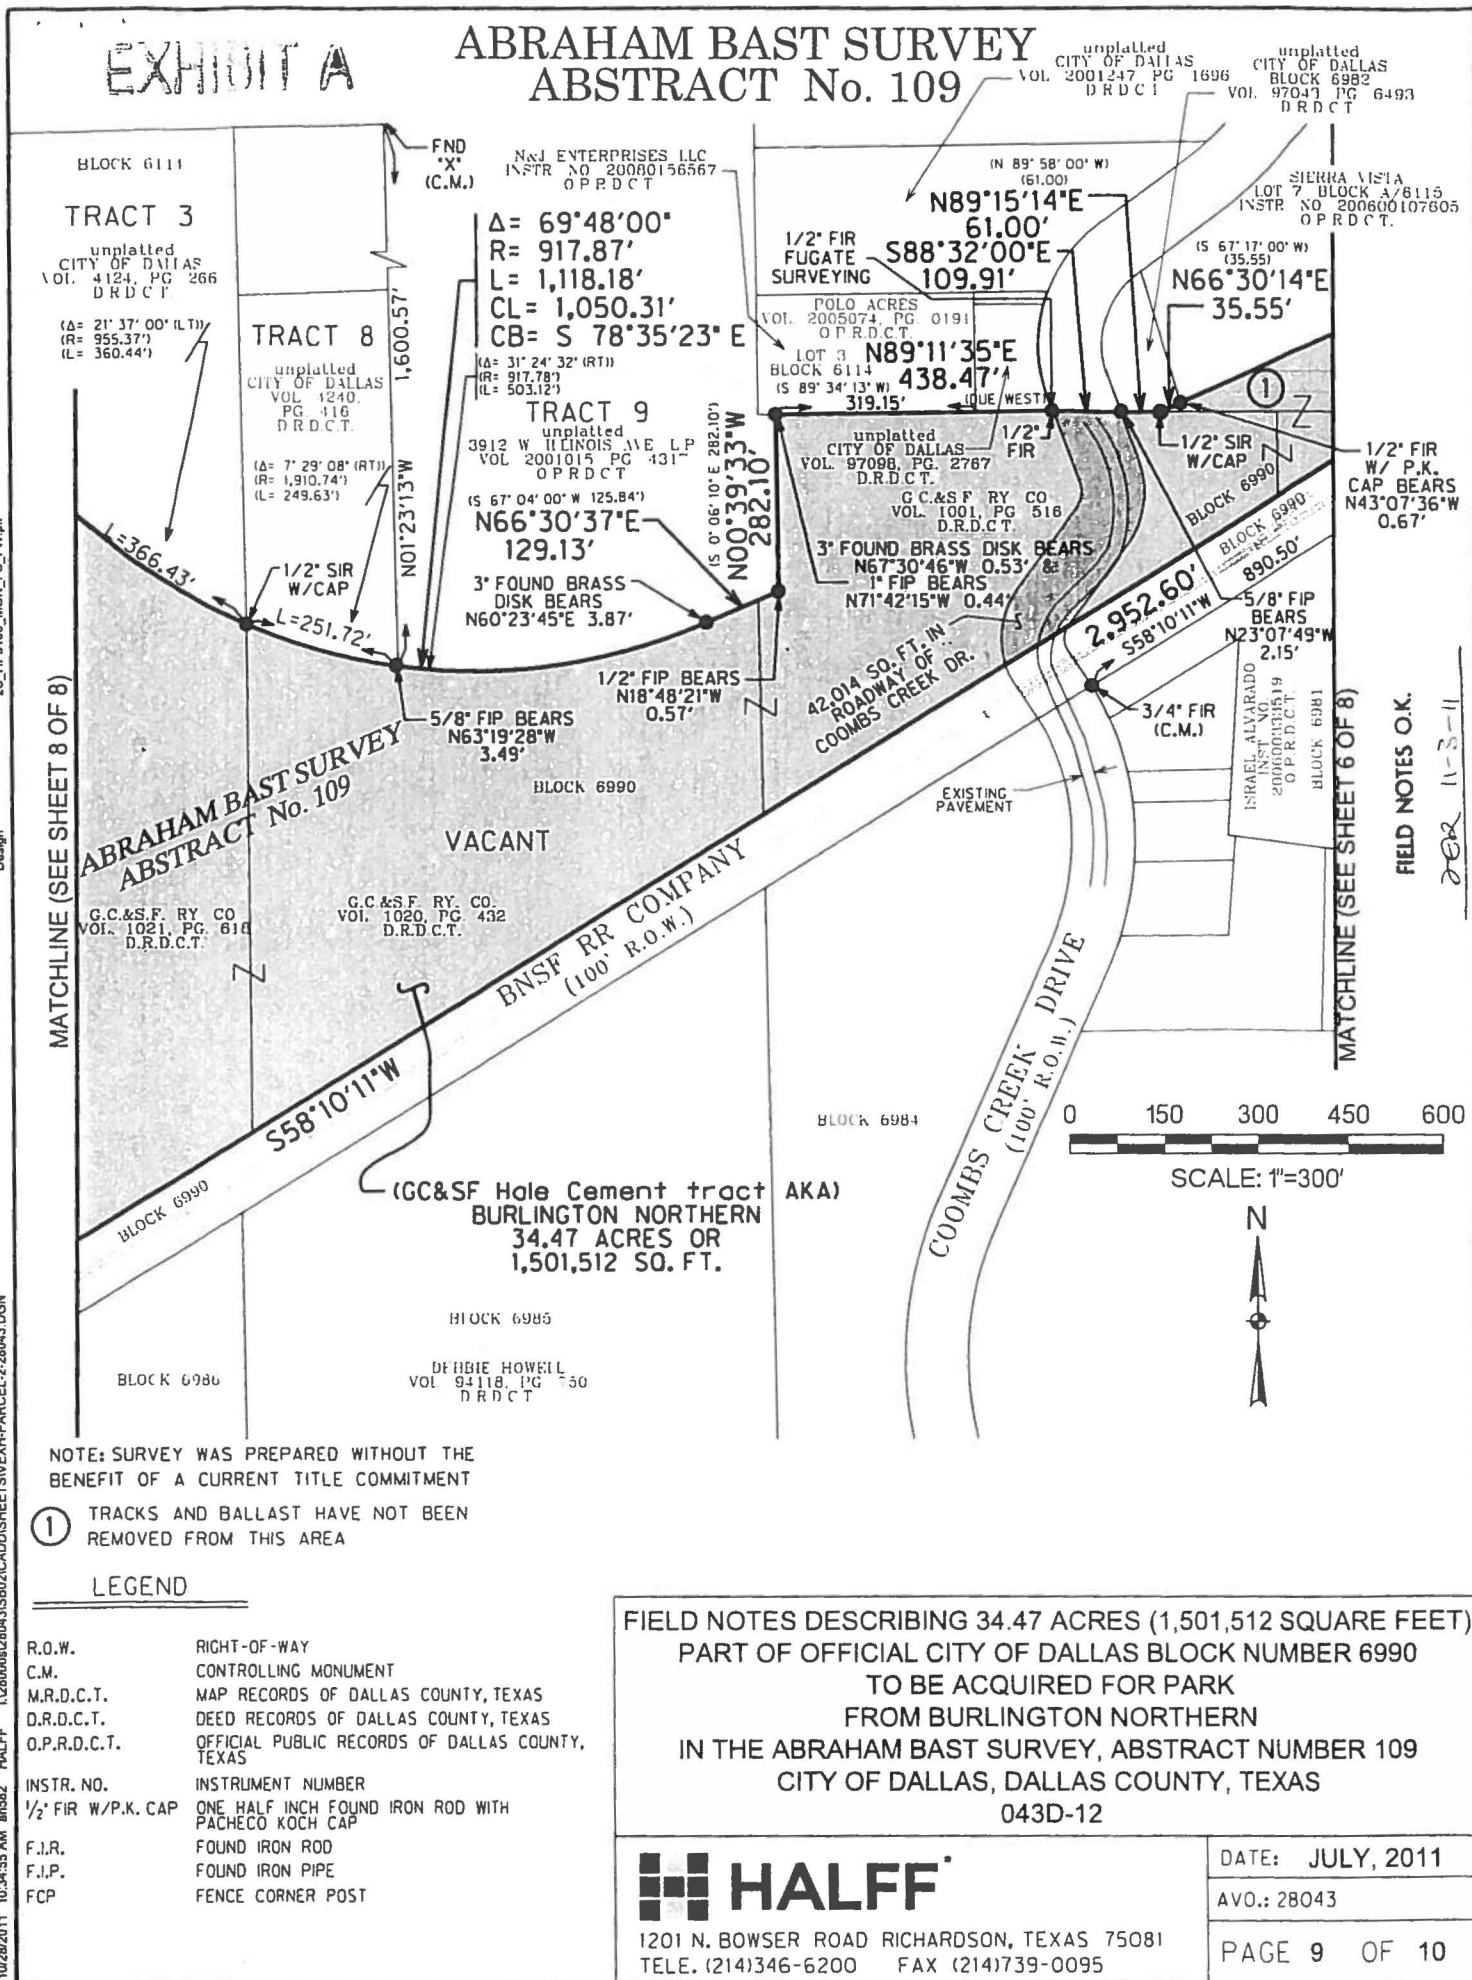 EXHIBIT A
ABRAHAM BAST SURVEY
ABSTRACT No. 109
unplatted
CITY OF DALLAS
VOL 2001247 PG 1696
D R D C T
unplatted
CITY OF DALLAS
BLOCK 6982
VOL. 97043 PG 6493
D R D C T
BLOCK 6111
TRACT 3
unplatted
CITY OF DALLAS
VOL. 4124, PG 266
D R D C T
(Δ= 21° 37' 00" (LT))
(R= 955.37')
(L= 360.44')
FND
"X"
(C.M.)
1,600.57'
N01°23'13"W
TRACT 8
unplatted
CITY OF DALLAS
VOL 4240,
PG 416
D R D.C.T.
(Δ= 7° 29' 08" (RT))
(R= 1,910.74')
(L= 249.63')
N&J ENTERPRISES LLC
INSTR NO 20080156567
O P R D C T
Δ= 69°48'00"
R= 917.87'
L= 1,118.18'
CL= 1,050.31'
CB= S 78°35'23" E
(Δ= 31° 24' 32" (RT))
(R= 917.78')
(L= 503.12')
TRACT 9
unplatted
3912 W ILLINOIS AVE L P
VOL 2001015 PG 4317
O P R D C T
(S 67° 04' 00" W 125.84')
N66°30'37"E
129.13'
3" FOUND BRASS
DISK BEARS
N60°23'45"E 3.87'
(S 0° 06' 10" E 282.10')
N00°39'33"W
282.10'
(N 89° 58' 00" W)
(61.00)
N89°15'14"E
61.00'
S88°32'00"E
109.91'
1/2" FIR
FUGATE
SURVEYING
SIERRA VISTA
LOT 7 BLOCK A/6115
INSTR NO 200600107605
O P R D C T.
(S 67° 17' 00" W)
(35.55)
N66°30'14"E
35.55'
POLO ACRES
VOL. 2005074, PG. 0191
O P R.D.C.T.
LOT 3
BLOCK 6114
N89°11'35"E
438.47'
(S 89° 34' 13" W)
319.15'
(DUE WEST)
1/2"
FIR
unplatted
CITY OF DALLAS
VOL. 97098, PG. 2767
D.R.D.C.T.
G C.&S F RY CO
VOL. 1001, PG 516
D.R.D.C T.
3" FOUND BRASS DISK BEARS
N67°30'46"W 0.53' &
1" FIP BEARS
N71°42'15"W 0.44'
1
1/2" SIR
W/CAP
1/2" FIR
W/ P.K.
CAP BEARS
N43°07'36"W
0.67'
BLOCK 6990
BLOCK 6990
BLOCK 6990
2,952.60'
890.50'
S58°10'11"W
5/8" FIP
BEARS
N23°07'49"W
2.15'
3/4" FIR
(C.M.)
42,014 SQ. FT. IN
ROADWAY OF
COOMBS CREEK DR.
L=366.43'
1/2" SIR
W/CAP
L=251.72'
5/8" FIP BEARS
N63°19'28"W
3.49'
1/2" FIP BEARS
N18°48'21"W
0.57'
ABRAHAM BAST SURVEY
ABSTRACT No. 109
BLOCK 6990
VACANT
G.C.&S.F. RY CO
VOL. 1021, PG. 618
D.R.D.C.T.
G.C.&S.F. RY. CO.
VOL. 1020, PG. 432
D.R.D.C.T.
BNSF RR COMPANY
(100' R.O.W.)
S58°10'11"W
BLOCK 6990
EXISTING
PAVEMENT
ISRAEL ALVARADO
INST NO.
200600333519
O.P.R.D.C.T.
BLOCK 6981
MATCHLINE (SEE SHEET 8 OF 8)
MATCHLINE (SEE SHEET 6 OF 8)
FIELD NOTES O.K.
11-3-11
COOMBS CREEK DRIVE
(100' R.O.W.)
BLOCK 6984
0 150 300 450 600
SCALE: 1"=300'
N
(GC&SF Hale Cement tract AKA)
BURLINGTON NORTHERN
34.47 ACRES OR
1,501,512 SQ. FT.
BLOCK 6985
BLOCK 6986
DEBBIE HOWELL
VOL 94118, PG 750
D R D C T
NOTE: SURVEY WAS PREPARED WITHOUT THE
BENEFIT OF A CURRENT TITLE COMMITMENT
1 TRACKS AND BALLAST HAVE NOT BEEN
REMOVED FROM THIS AREA
LEGEND
R.O.W. RIGHT-OF-WAY
C.M. CONTROLLING MONUMENT
M.R.D.C.T. MAP RECORDS OF DALLAS COUNTY, TEXAS
D.R.D.C.T. DEED RECORDS OF DALLAS COUNTY, TEXAS
O.P.R.D.C.T. OFFICIAL PUBLIC RECORDS OF DALLAS COUNTY,
TEXAS
INSTR. NO. INSTRUMENT NUMBER
1/2" FIR W/P.K. CAP ONE HALF INCH FOUND IRON ROD WITH
PACHECO KOCH CAP
F.I.R. FOUND IRON ROD
F.I.P. FOUND IRON PIPE
FCP FENCE CORNER POST
FIELD NOTES DESCRIBING 34.47 ACRES (1,501,512 SQUARE FEET)
PART OF OFFICIAL CITY OF DALLAS BLOCK NUMBER 6990
TO BE ACQUIRED FOR PARK
FROM BURLINGTON NORTHERN
IN THE ABRAHAM BAST SURVEY, ABSTRACT NUMBER 109
CITY OF DALLAS, DALLAS COUNTY, TEXAS
043D-12
HALFF
1201 N. BOWSER ROAD RICHARDSON, TEXAS 75081
TELE. (214)346-6200 FAX (214)739-0095
DATE: JULY, 2011
AVO.: 28043
PAGE 9 OF 10